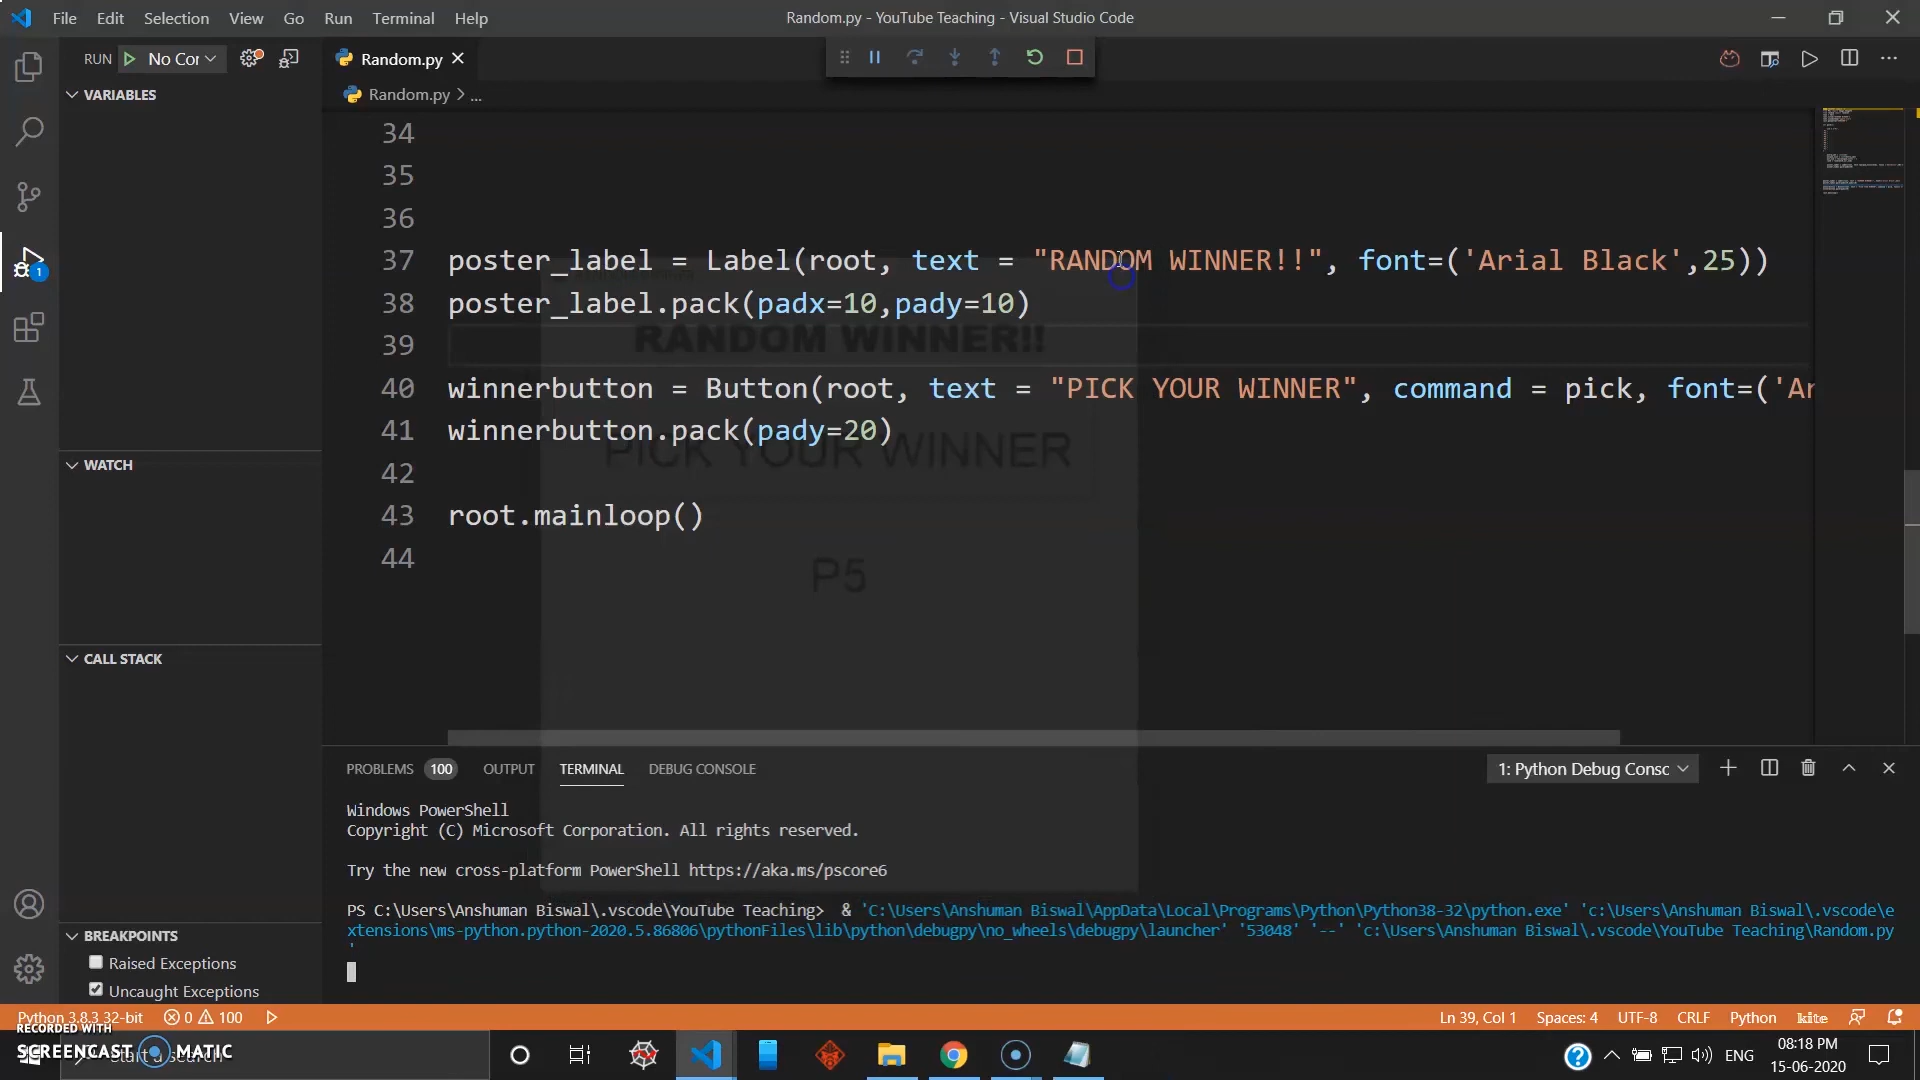 File Edit Selection View Go Run Terminal Help
Random.py - YouTube Teaching - Visual Studio Code
RUN No Cor
Random.py
Random.py > ...
VARIABLES
WATCH
CALL STACK
BREAKPOINTS
Raised Exceptions
Uncaught Exceptions
34
35
36
37 poster_label = Label(root, text = "RANDOM WINNER!!", font=('Arial Black',25))
38 poster_label.pack(padx=10,pady=10)
RANDOM WINNER!!
39
40 winnerbutton = Button(root, text = "PICK YOUR WINNER", command = pick, font=('Ar
41 winnerbutton.pack(pady=20)
PICK YOUR WINNER
42
43 root.mainloop()
P5
44
PROBLEMS 100 OUTPUT TERMINAL DEBUG CONSOLE
1: Python Debug Consc
Windows PowerShell
Copyright (C) Microsoft Corporation. All rights reserved.
Try the new cross-platform PowerShell https://aka.ms/pscore6
PS C:\Users\Anshuman Biswal\.vscode\YouTube Teaching> & 'C:\Users\Anshuman Biswal\AppData\Local\Programs\Python\Python38-32\python.exe' 'c:\Users\Anshuman Biswal\.vscode\e
xtensions\ms-python.python-2020.5.86806\pythonFiles\lib\python\debugpy\no_wheels\debugpy\launcher' '53048' '--' 'c:\Users\Anshuman Biswal\.vscode\YouTube Teaching\Random.py
'
Python 3.8.3 32-bit 0 100
Ln 39, Col 1 Spaces: 4 UTF-8 CRLF Python kite
RECORDED WITH
SCREENCAST MATIC
ENG
08:18 PM
15-06-2020